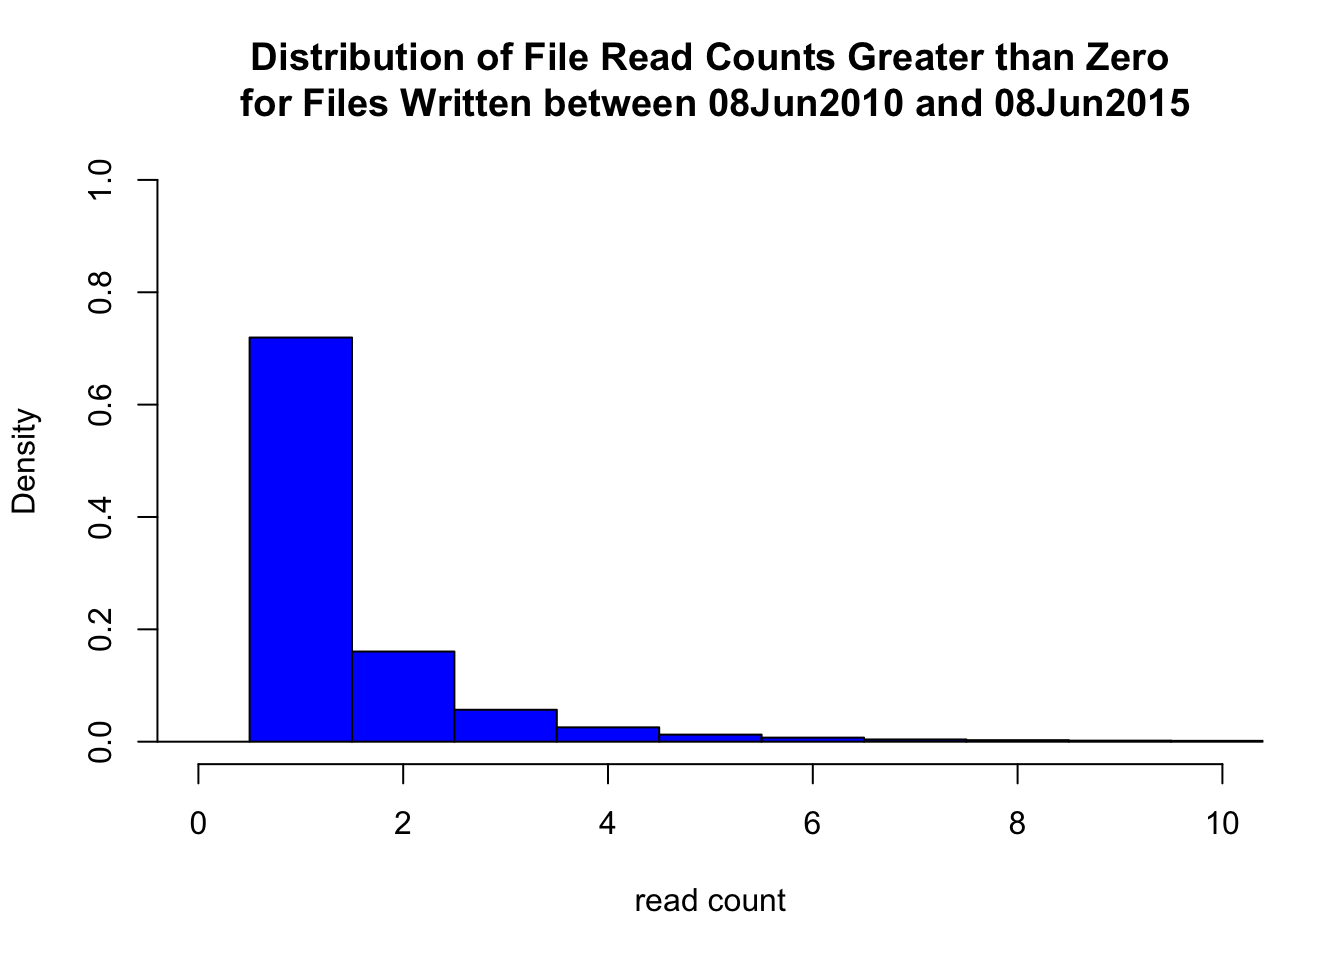 Distribution of File Read Counts Greater than Zero
for Files Written between 08Jun2010 and 08Jun2015
1.0
0.8
0.6
0.4
0.2
0.0
Density
0 2 4 6 8 10
read count